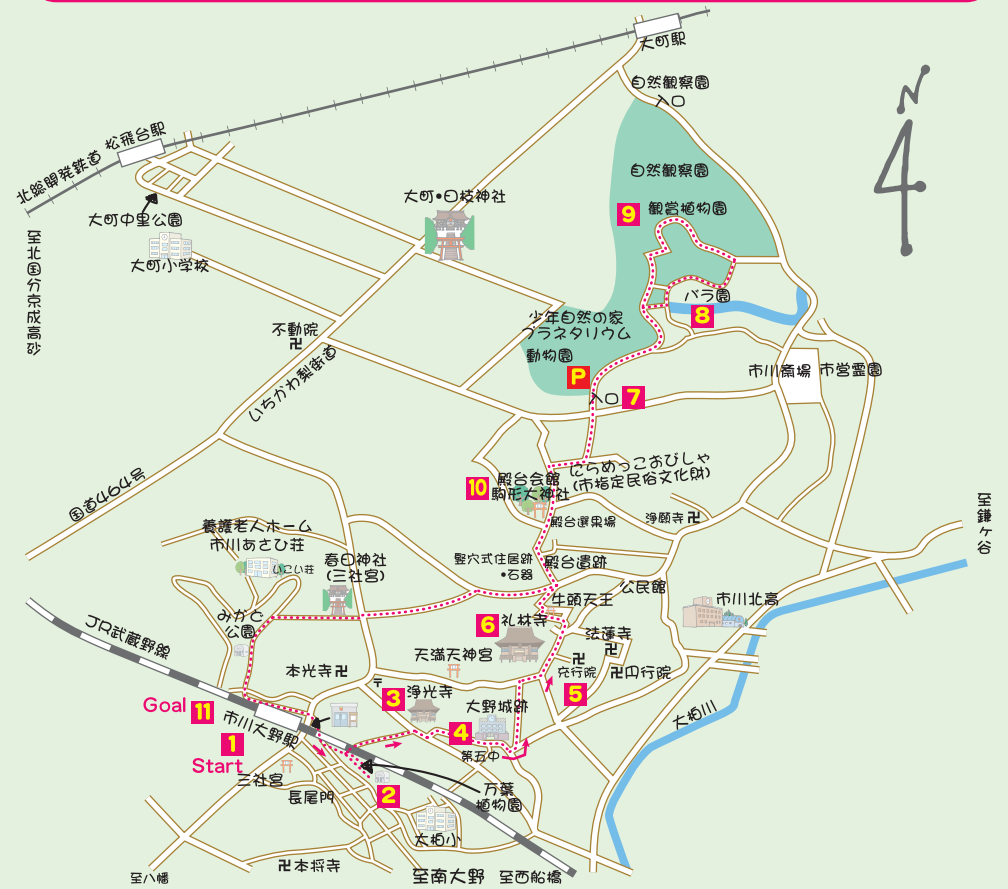 大町駅
自然観察園
入口
北総開発鉄道 松飛台駅
自然観察園
大町•日枝神社
9 観賞植物園
大町中里公園
大町小学校
至北国分京成高砂
バラ園
8
少年自然の家
プラネタリウム
動物園
P
不動院
卍
いちかわ梨街道
市川商場
市営霊園
入口 7
にらめっこおびしゃ
(市指定民俗文化財)
10 殿台会館
駒形大神社
国道464号
殿台選果場
浄願寺卍
至鎌ヶ谷
養護老人ホーム
市川あさひ荘
いこい荘
春日神社
(三社宮)
竪穴式住居跡
•石器
殿台遺跡
公民館
牛頭天王
市川北高
みかど
公園
JR武蔵野線
6 礼林寺
法蓮寺
卍
天満天神宮
本光寺卍
充行院
卍円行院
5
〒
3 浄光寺
大野城跡
4
第五中
大柏川
Goal 11
市川大野駅
1
Start
三社宮
長尾門
2
万葉
植物園
大柏小
卍本将寺
至八幡
至南大野
至西船橋